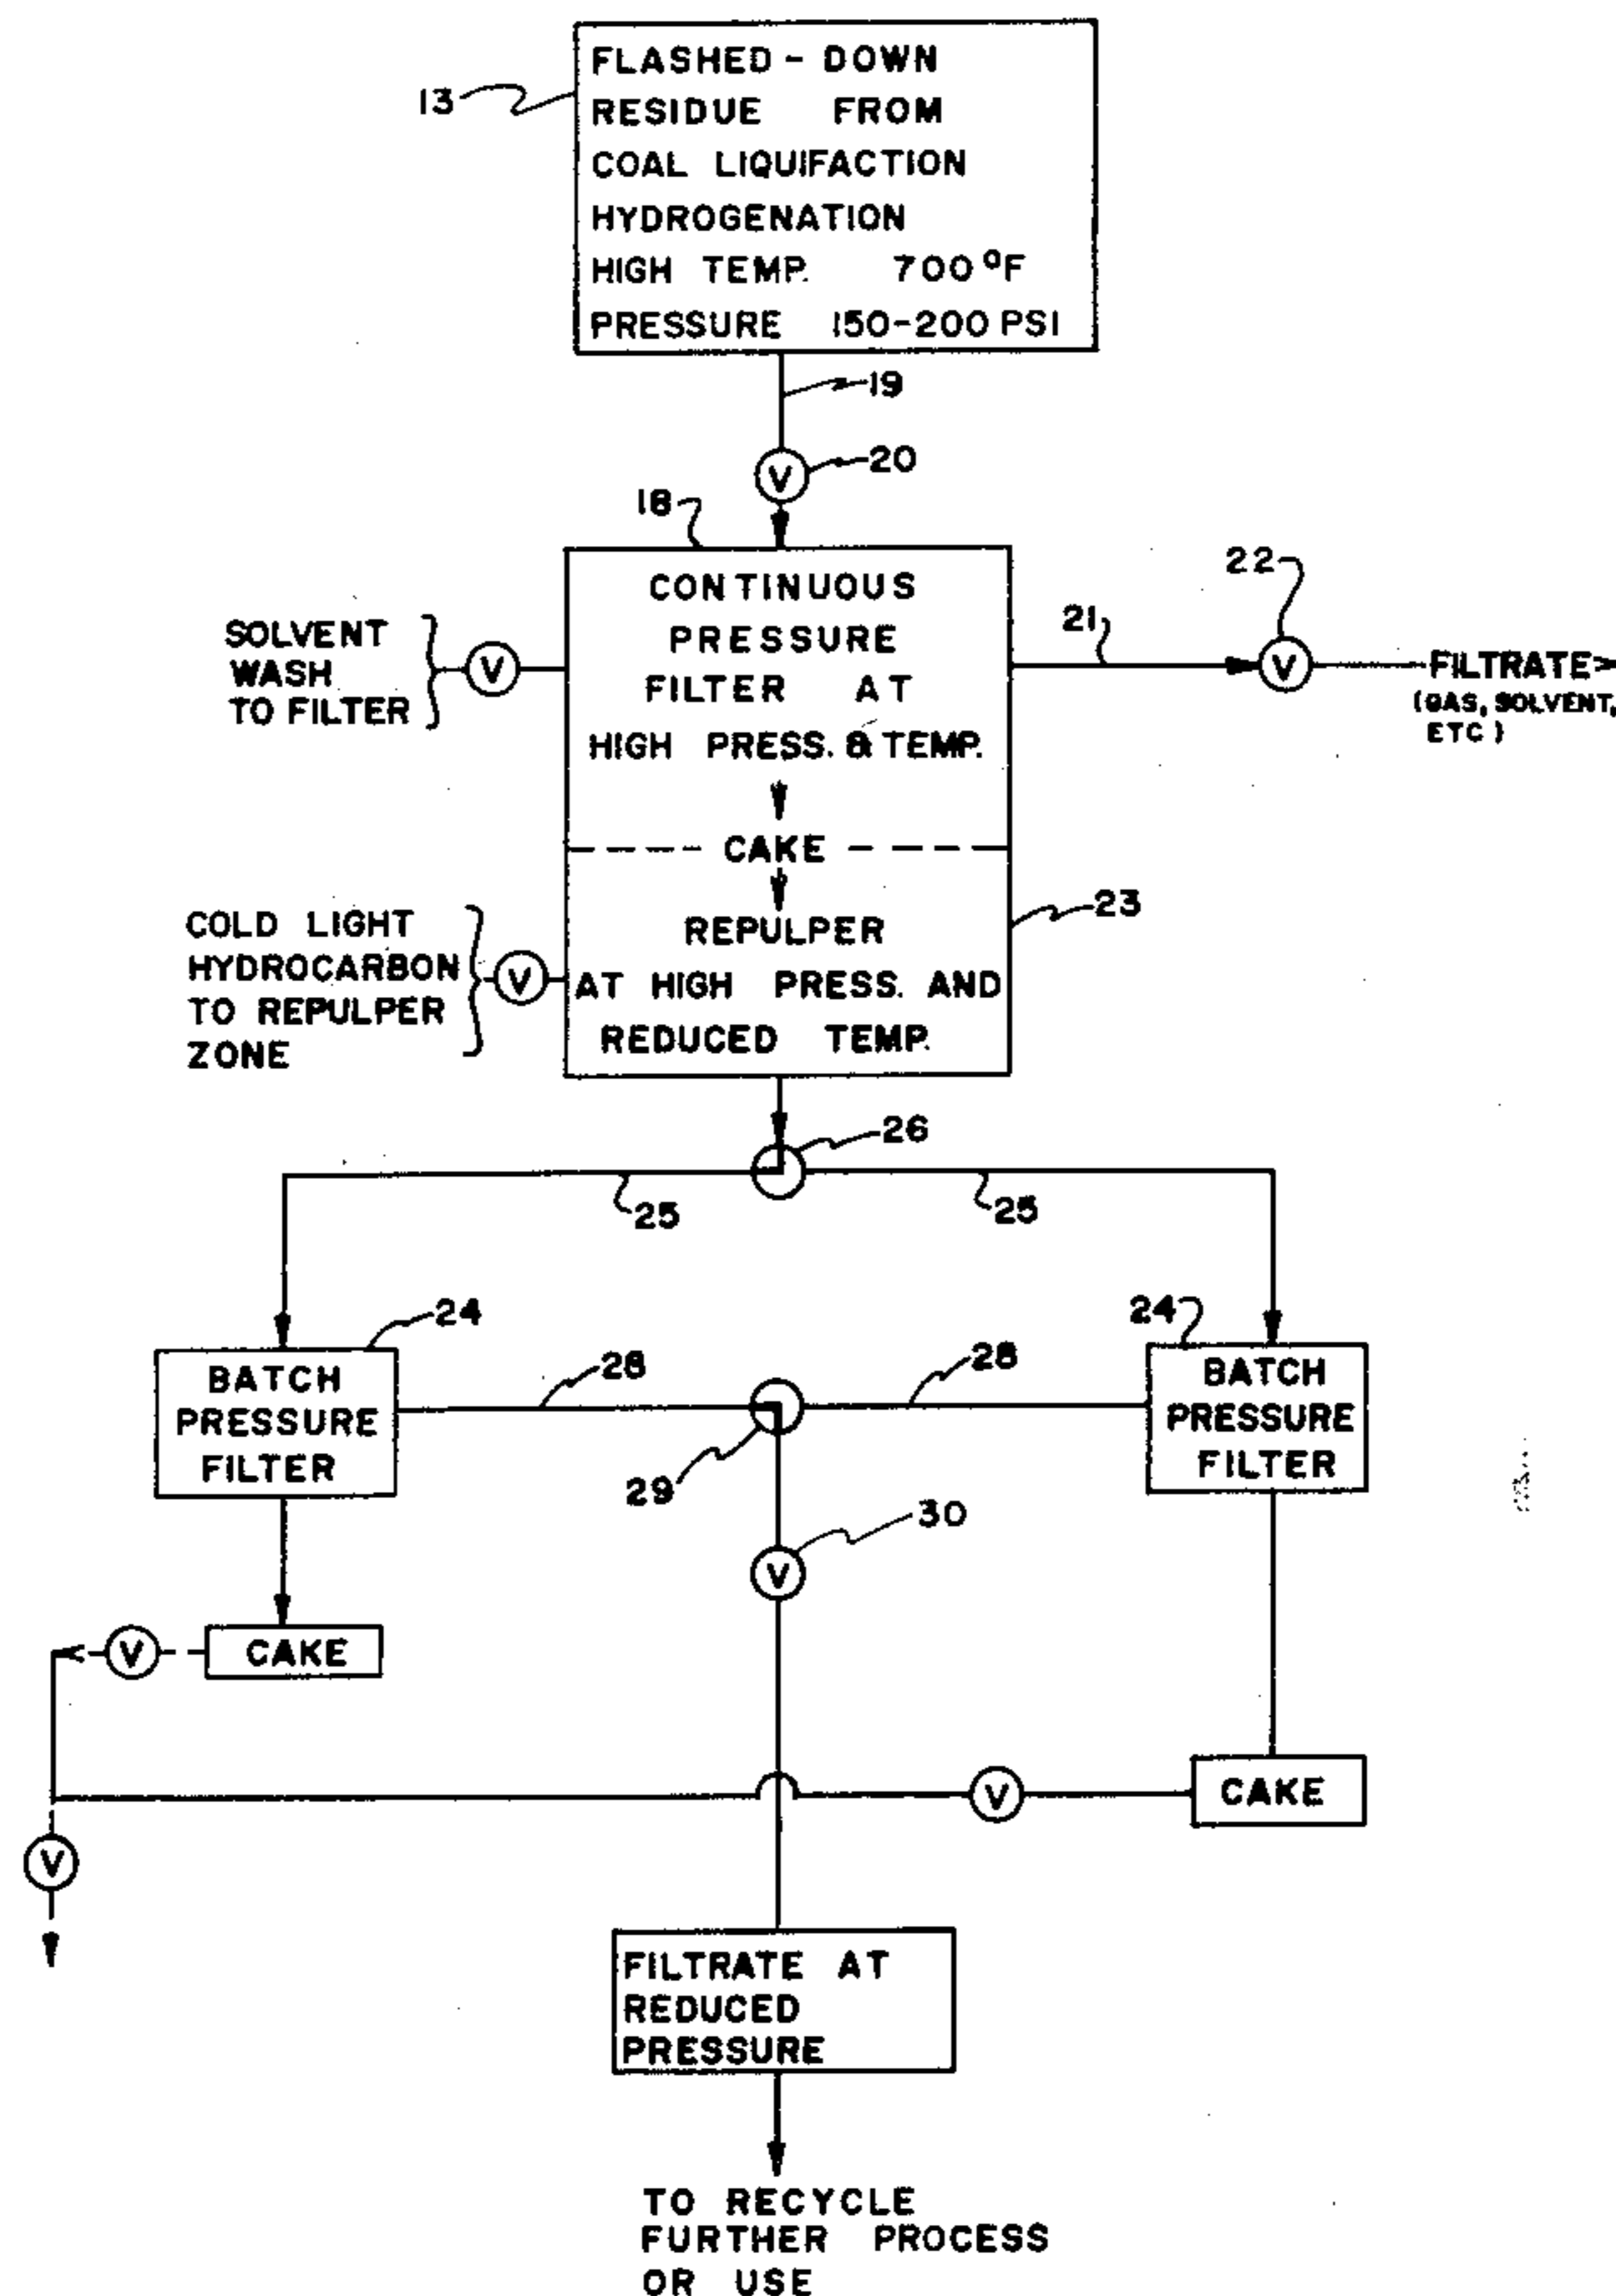 FLASHED - DOWN
RESIDUE FROM
COAL LIQUIFACTION
HYDROGENATION
HIGH TEMP. 700°F
PRESSURE 150-200 PSI
13
19
V
20
18
CONTINUOUS
PRESSURE
FILTER AT
HIGH PRESS. & TEMP.
CAKE
REPULPER
AT HIGH PRESS. AND
REDUCED TEMP.
SOLVENT
WASH
TO FILTER
V
21
22
V
FILTRATE>
(GAS, SOLVENT,
ETC)
23
COLD LIGHT
HYDROCARBON
TO REPULPER
ZONE
V
26
25
25
24
BATCH
PRESSURE
FILTER
28
28
29
24
BATCH
PRESSURE
FILTER
30
V
V
CAKE
V
CAKE
V
FILTRATE AT
REDUCED
PRESSURE
TO RECYCLE
FURTHER PROCESS
OR USE